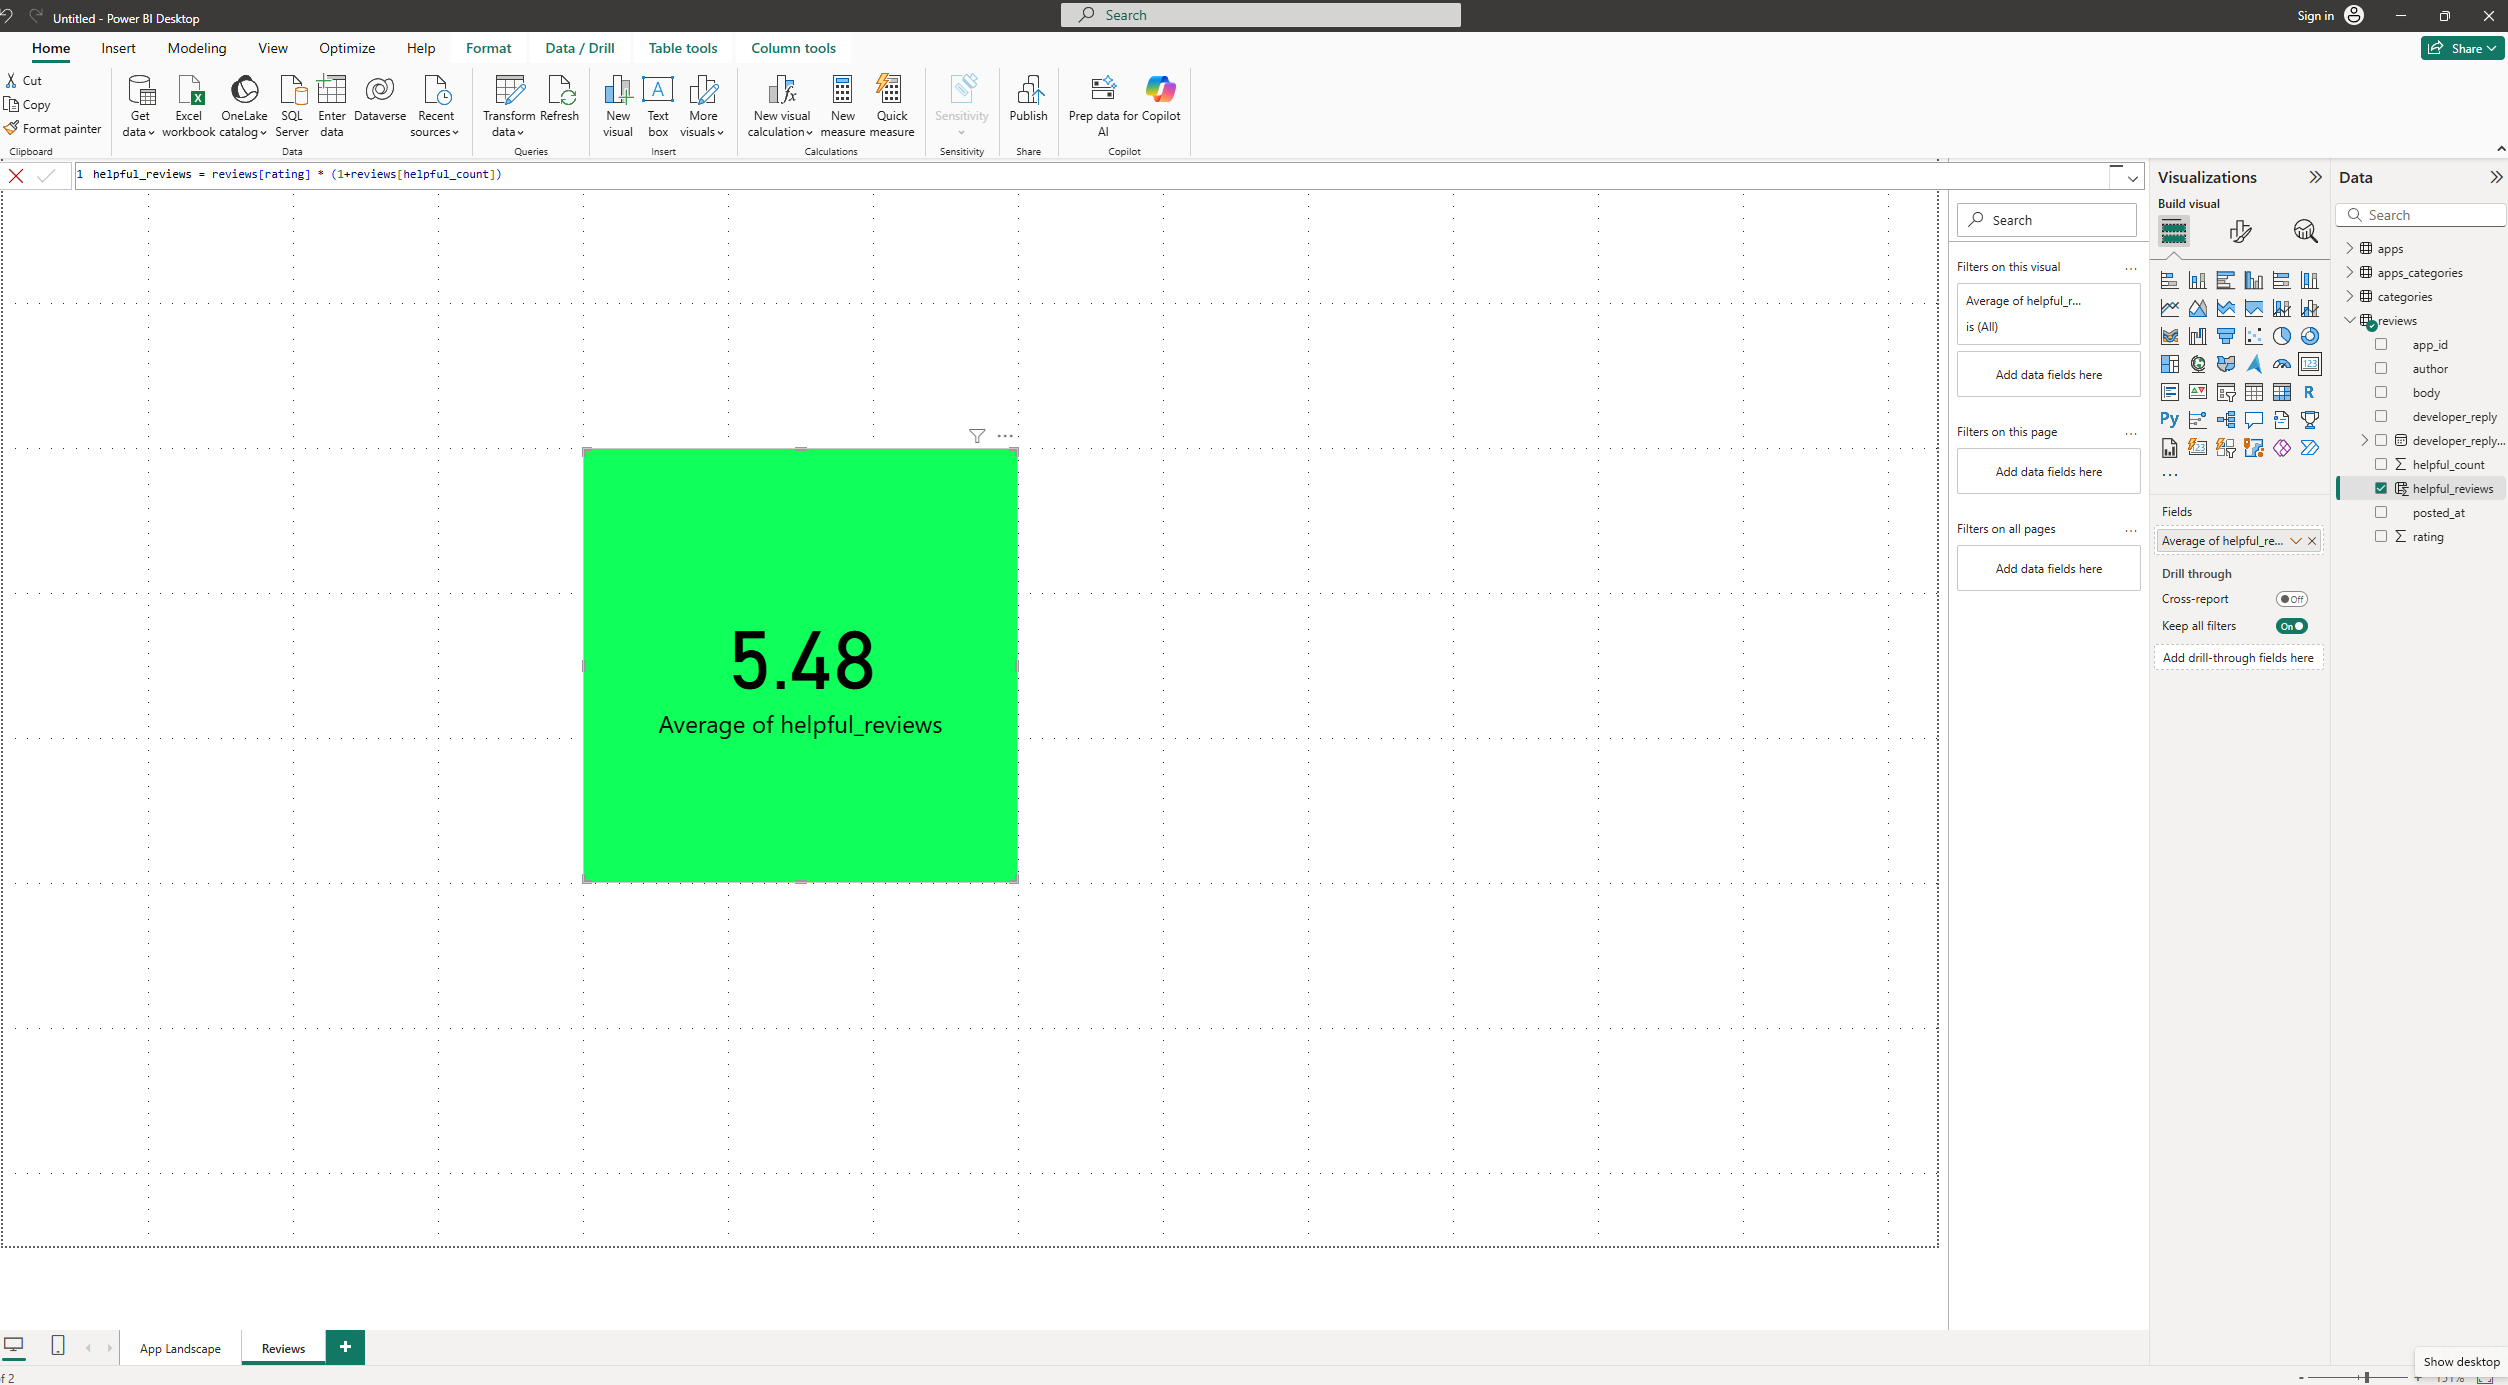 Untitled - Power BI Desktop
Search
Sign in
Home Insert Modeling View Optimize Help Format Data / Drill Table tools Column tools
Share
Cut
Copy
Format painter
Clipboard
Get data
Excel workbook
OneLake catalog
SQL Server
Enter data
Dataverse
Recent sources
Data
Transform data
Refresh
Queries
New visual
Text box
More visuals
Insert
New visual calculation
New measure
Quick measure
Calculations
Sensitivity
Sensitivity
Publish
Share
Prep data for AI
Copilot
Copilot
1 helpful_reviews = reviews[rating] * (1+reviews[helpful_count])
5.48
Average of helpful_reviews
Search
Filters on this visual
Average of helpful_r...
is (All)
Add data fields here
Filters on this page
Add data fields here
Filters on all pages
Add data fields here
Visualizations
Build visual
123
R
Py
Fields
Average of helpful_re...
Drill through
Cross-report
Off
Keep all filters
On
Add drill-through fields here
Data
Search
apps
apps_categories
categories
reviews
app_id
author
body
developer_reply
developer_reply...
helpful_count
helpful_reviews
posted_at
rating
App Landscape
Reviews
f 2
Show desktop